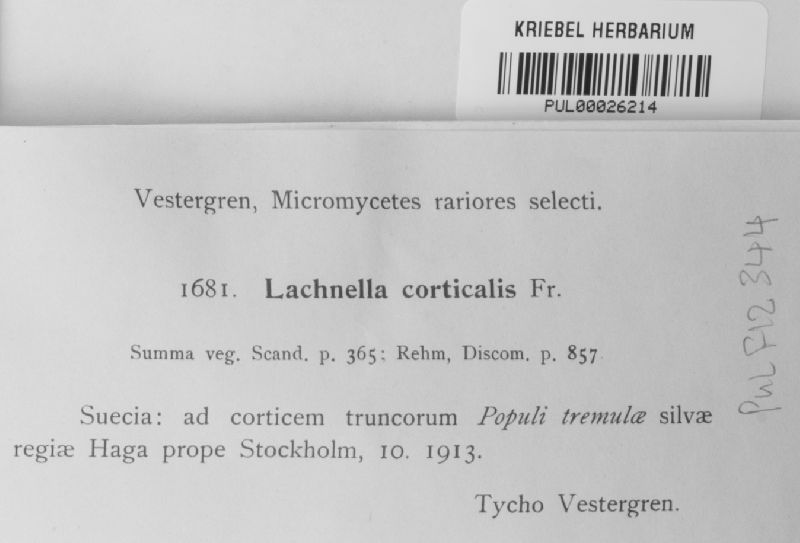 KRIEBEL HERBARIUM
PUL00026214
Vestergren, Micromycetes rariores selecti.
1681. Lachnella corticalis Fr.
Summa veg. Scand. p. 365; Rehm, Discom. p. 857.
Suecia: ad corticem truncorum Populi tremulæ silvæ
regiæ Haga prope Stockholm, 10. 1913.
Tycho Vestergren.
PUL F12344